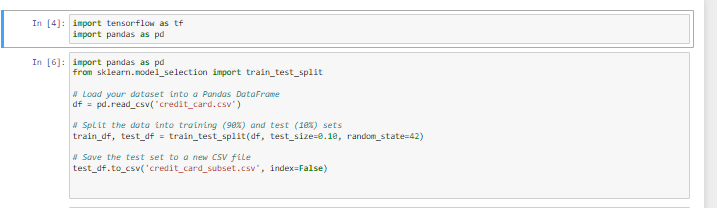 In [4]: import tensorflow as tf
import pandas as pd
In [6]: import pandas as pd
from sklearn.model_selection import train_test_split
# Load your dataset into a Pandas DataFrame
df = pd.read_csv('credit_card.csv')
# Split the data into training (90%) and test (10%) sets
train_df, test_df = train_test_split(df, test_size=0.10, random_state=42)
# Save the test set to a new CSV file
test_df.to_csv('credit_card_subset.csv', index=False)